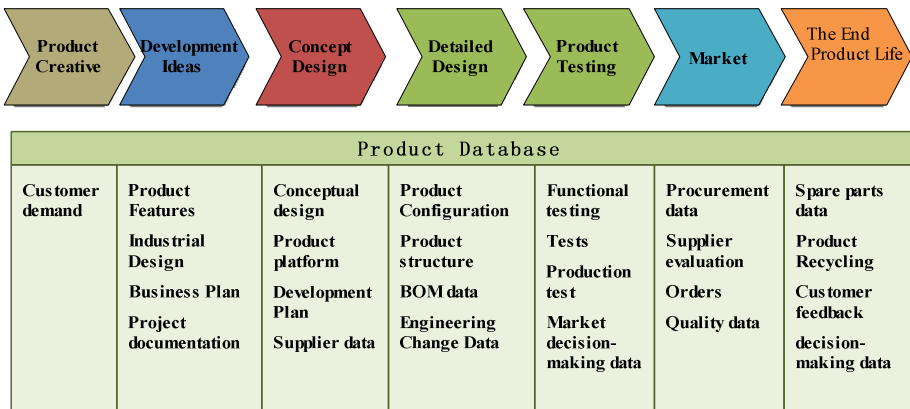 Product
Creative
Development
Ideas
Concept
Design
Detailed
Design
Product
Testing
Market
The End
Product Life
Product Database
Customer
demand
Product
Features
Industrial
Design
Business Plan
Project
documentation
Conceptual
design
Product
platform
Development
Plan
Supplier data
Product
Configuration
Product
structure
BOM data
Engineering
Change Data
Functional
testing
Tests
Production
test
Market
decision-
making data
Procurement
data
Supplier
evaluation
Orders
Quality data
Spare parts
data
Product
Recycling
Customer
feedback
decision-
making data